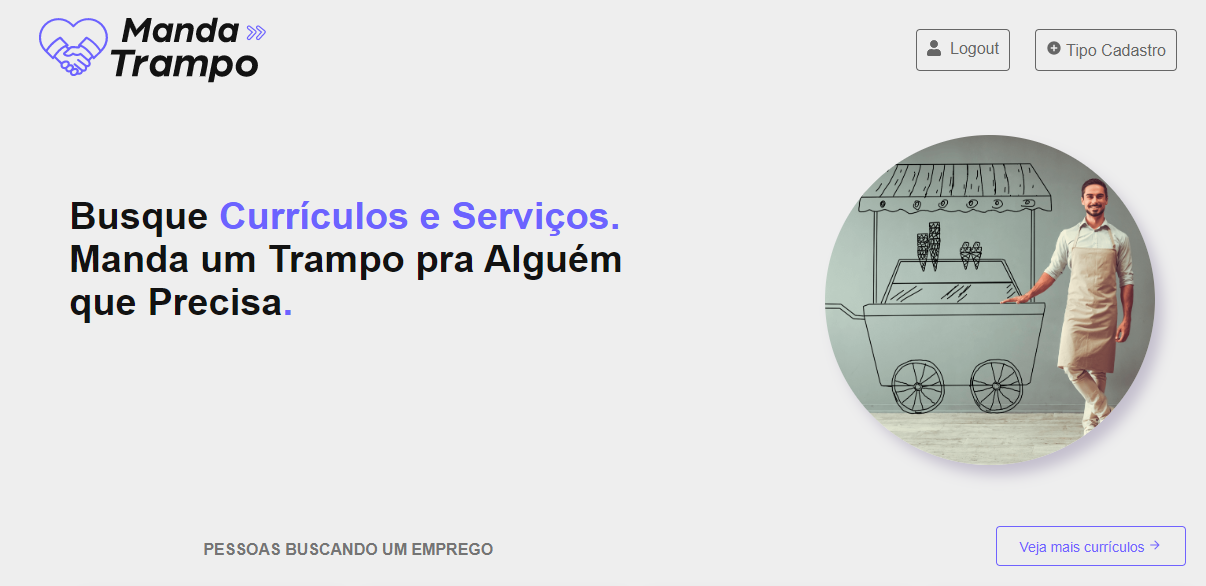 Manda
Trampo
Logout
Tipo Cadastro
Busque Currículos e Serviços.
Manda um Trampo pra Alguém
que Precisa.
PESSOAS BUSCANDO UM EMPREGO
Veja mais currículos